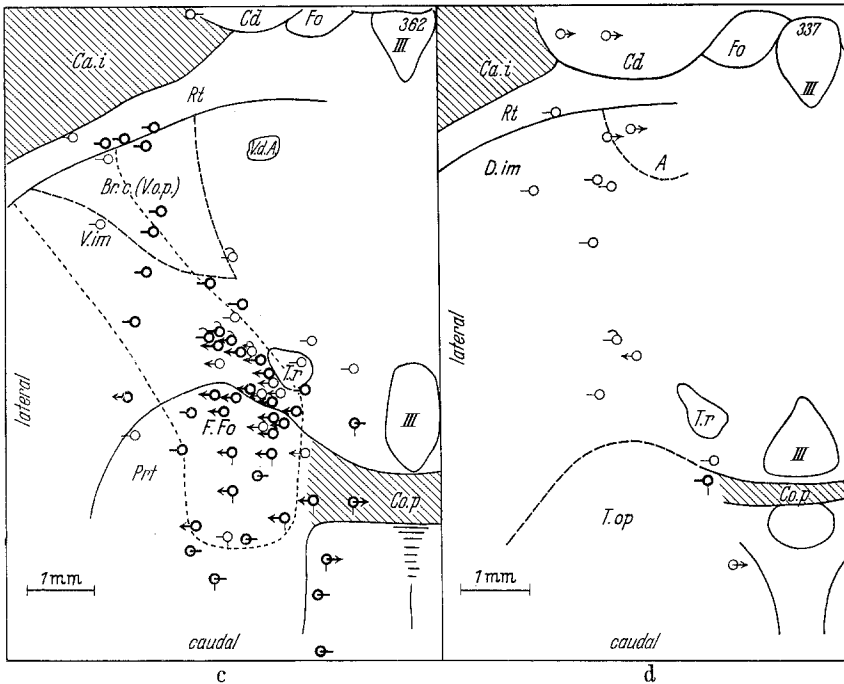 Cd
Fo
362
III
Ca.i
Rt
V.d.A
Br.c.(V.o.p.)
V.im
lateral
T.r
III
F.Fo
Prt
Co.p
1mm
caudal
c
337
Cd
Fo
III
Ca.i
Rt
D.im
A
lateral
T.r
III
Co.p
T.op
1mm
caudal
d